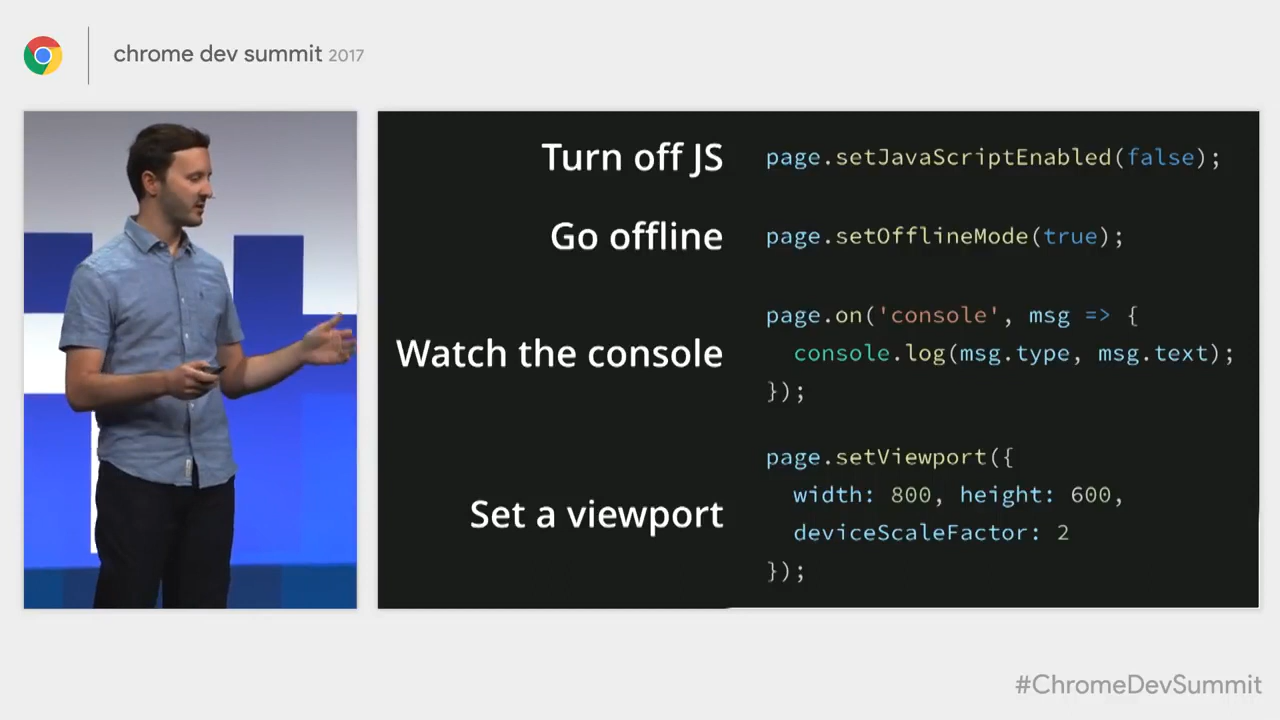 chrome dev summit 2017
Turn off JS
page.setJavaScriptEnabled(false);
Go offline
page.setOfflineMode(true);
Watch the console
page.on('console', msg => {
  console.log(msg.type, msg.text);
});
Set a viewport
page.setViewport({
  width: 800, height: 600,
  deviceScaleFactor: 2
});
#ChromeDevSummit